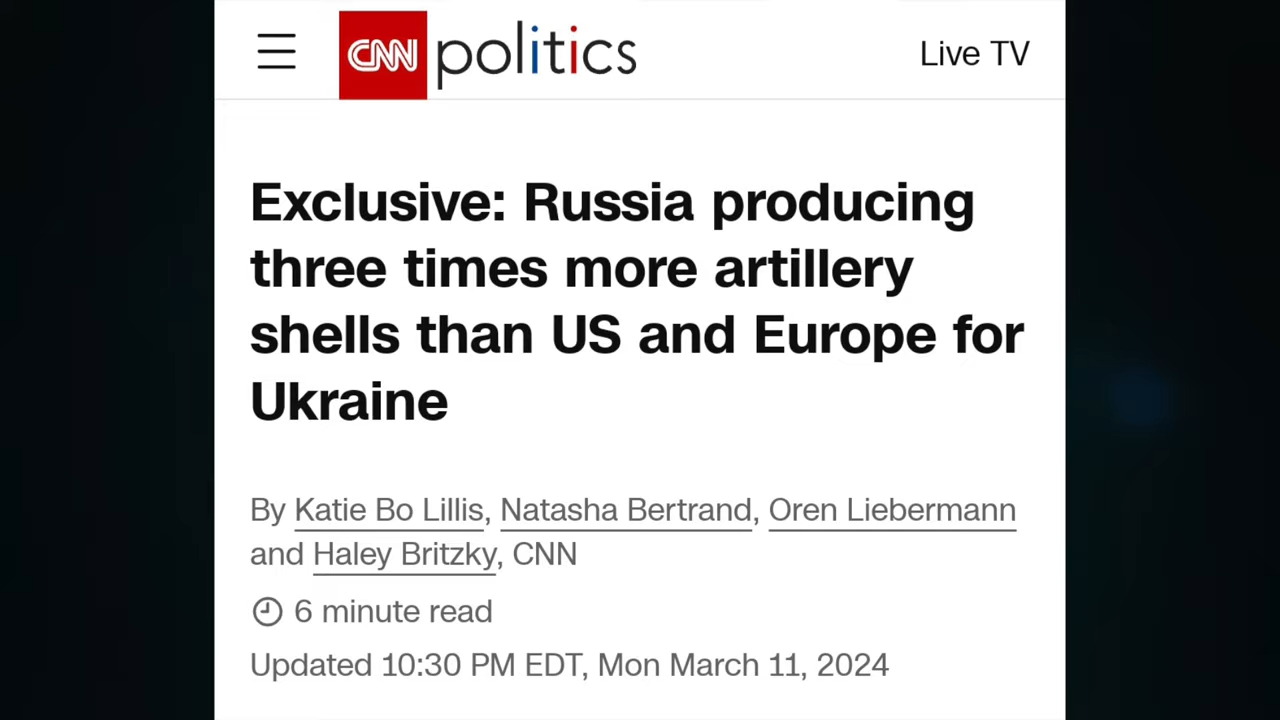 CNN politics Live TV
Exclusive: Russia producing
three times more artillery
shells than US and Europe for
Ukraine
By Katie Bo Lillis, Natasha Bertrand, Oren Liebermann
and Haley Britzky, CNN
6 minute read
Updated 10:30 PM EDT, Mon March 11, 2024